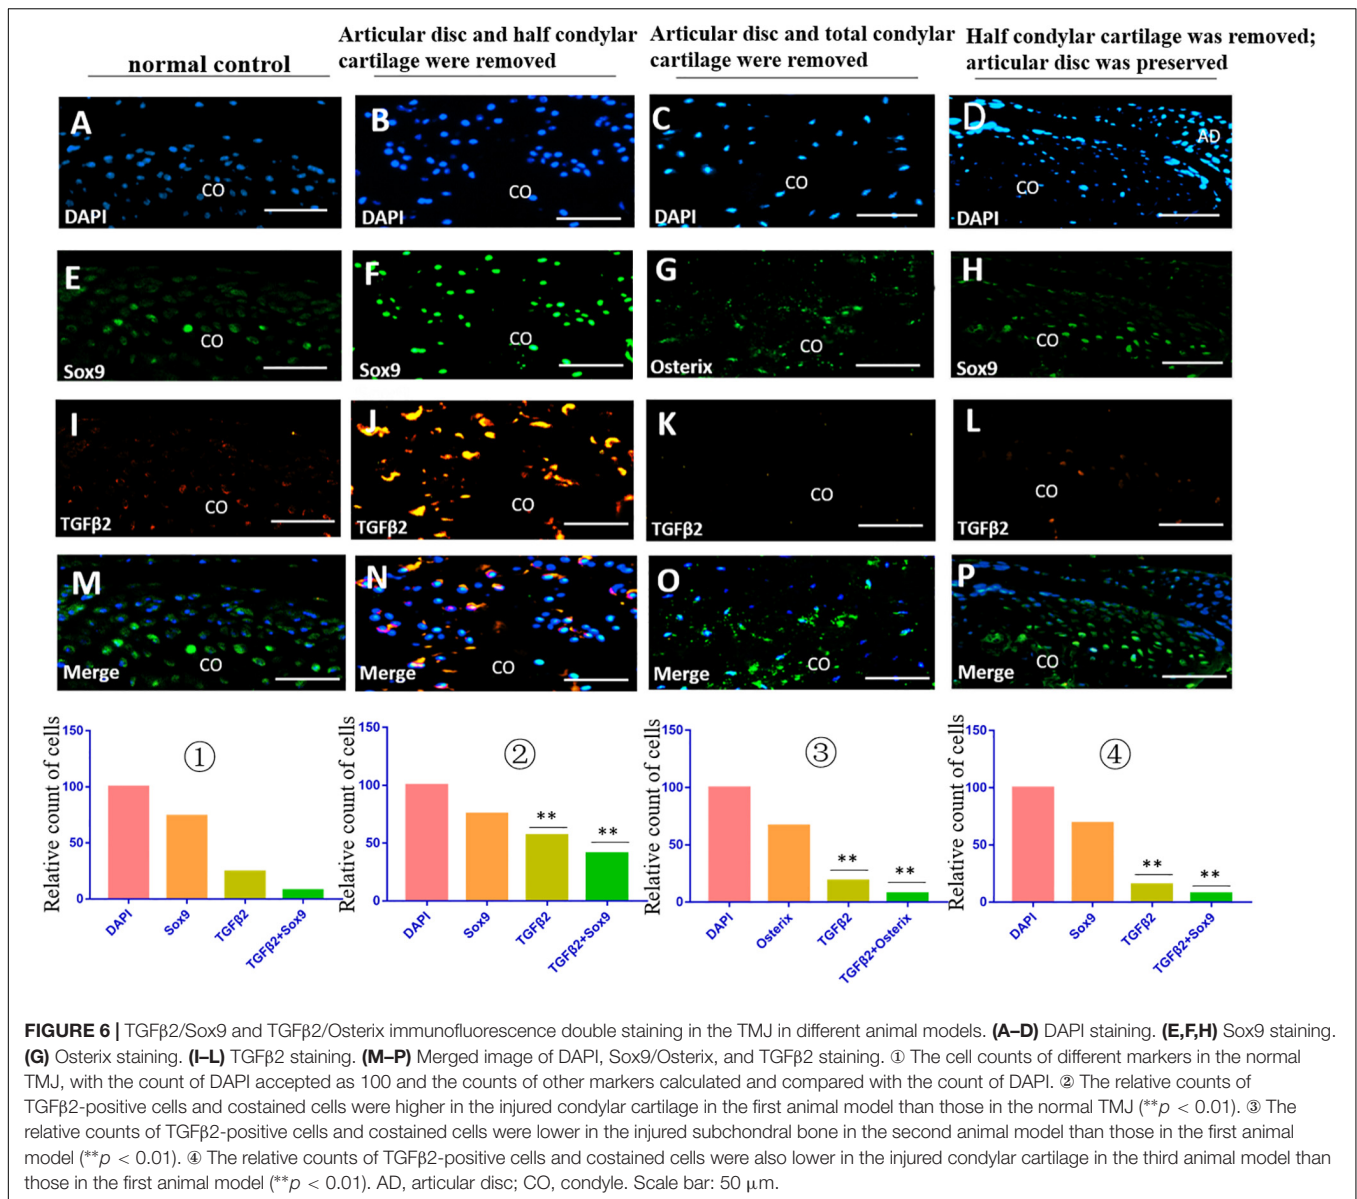 normal control
Articular disc and half condylar
cartilage were removed
Articular disc and total condylar
cartilage were removed
Half condylar cartilage was removed;
articular disc was preserved
A
CO
DAPI
B
CO
DAPI
C
CO
DAPI
D
AD
CO
DAPI
E
CO
Sox9
F
CO
Sox9
G
CO
Osterix
H
CO
Sox9
I
CO
TGFβ2
J
CO
TGFβ2
K
CO
TGFβ2
L
CO
TGFβ2
M
CO
Merge
N
CO
Merge
O
CO
Merge
P
CO
Merge
Relative count of cells
150
100
50
0
①
DAPI
Sox9
TGFβ2
TGFβ2+Sox9
Relative count of cells
150
100
50
0
②
**
**
DAPI
Sox9
TGFβ2
TGFβ2+Sox9
Relative count of cells
150
100
50
0
③
**
**
DAPI
Osterix
TGFβ2
TGFβ2+Osterix
Relative count of cells
150
100
50
0
④
**
**
DAPI
Sox9
TGFβ2
TGFβ2+Sox9
FIGURE 6 | TGFβ2/Sox9 and TGFβ2/Osterix immunofluorescence double staining in the TMJ in different animal models. (A–D) DAPI staining. (E,F,H) Sox9 staining.
(G) Osterix staining. (I–L) TGFβ2 staining. (M–P) Merged image of DAPI, Sox9/Osterix, and TGFβ2 staining. ① The cell counts of different markers in the normal
TMJ, with the count of DAPI accepted as 100 and the counts of other markers calculated and compared with the count of DAPI. ② The relative counts of
TGFβ2-positive cells and costained cells were higher in the injured condylar cartilage in the first animal model than those in the normal TMJ (**p < 0.01). ③ The
relative counts of TGFβ2-positive cells and costained cells were lower in the injured subchondral bone in the second animal model than those in the first animal
model (**p < 0.01). ④ The relative counts of TGFβ2-positive cells and costained cells were also lower in the injured condylar cartilage in the third animal model than
those in the first animal model (**p < 0.01). AD, articular disc; CO, condyle. Scale bar: 50 μm.